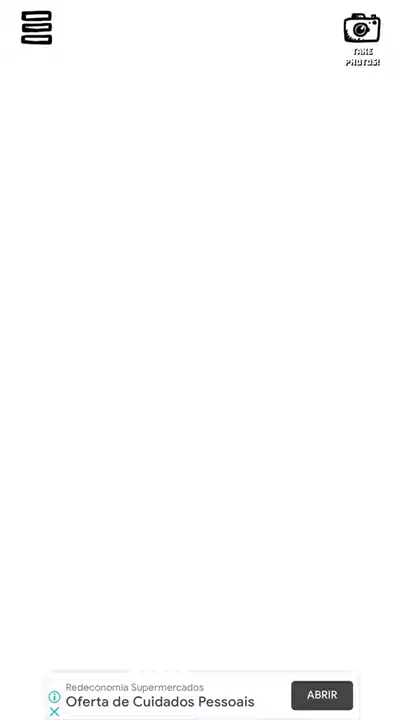 TAKE
PHOTOS!
Redeconomia Supermercados
Oferta de Cuidados Pessoais
ABRIR